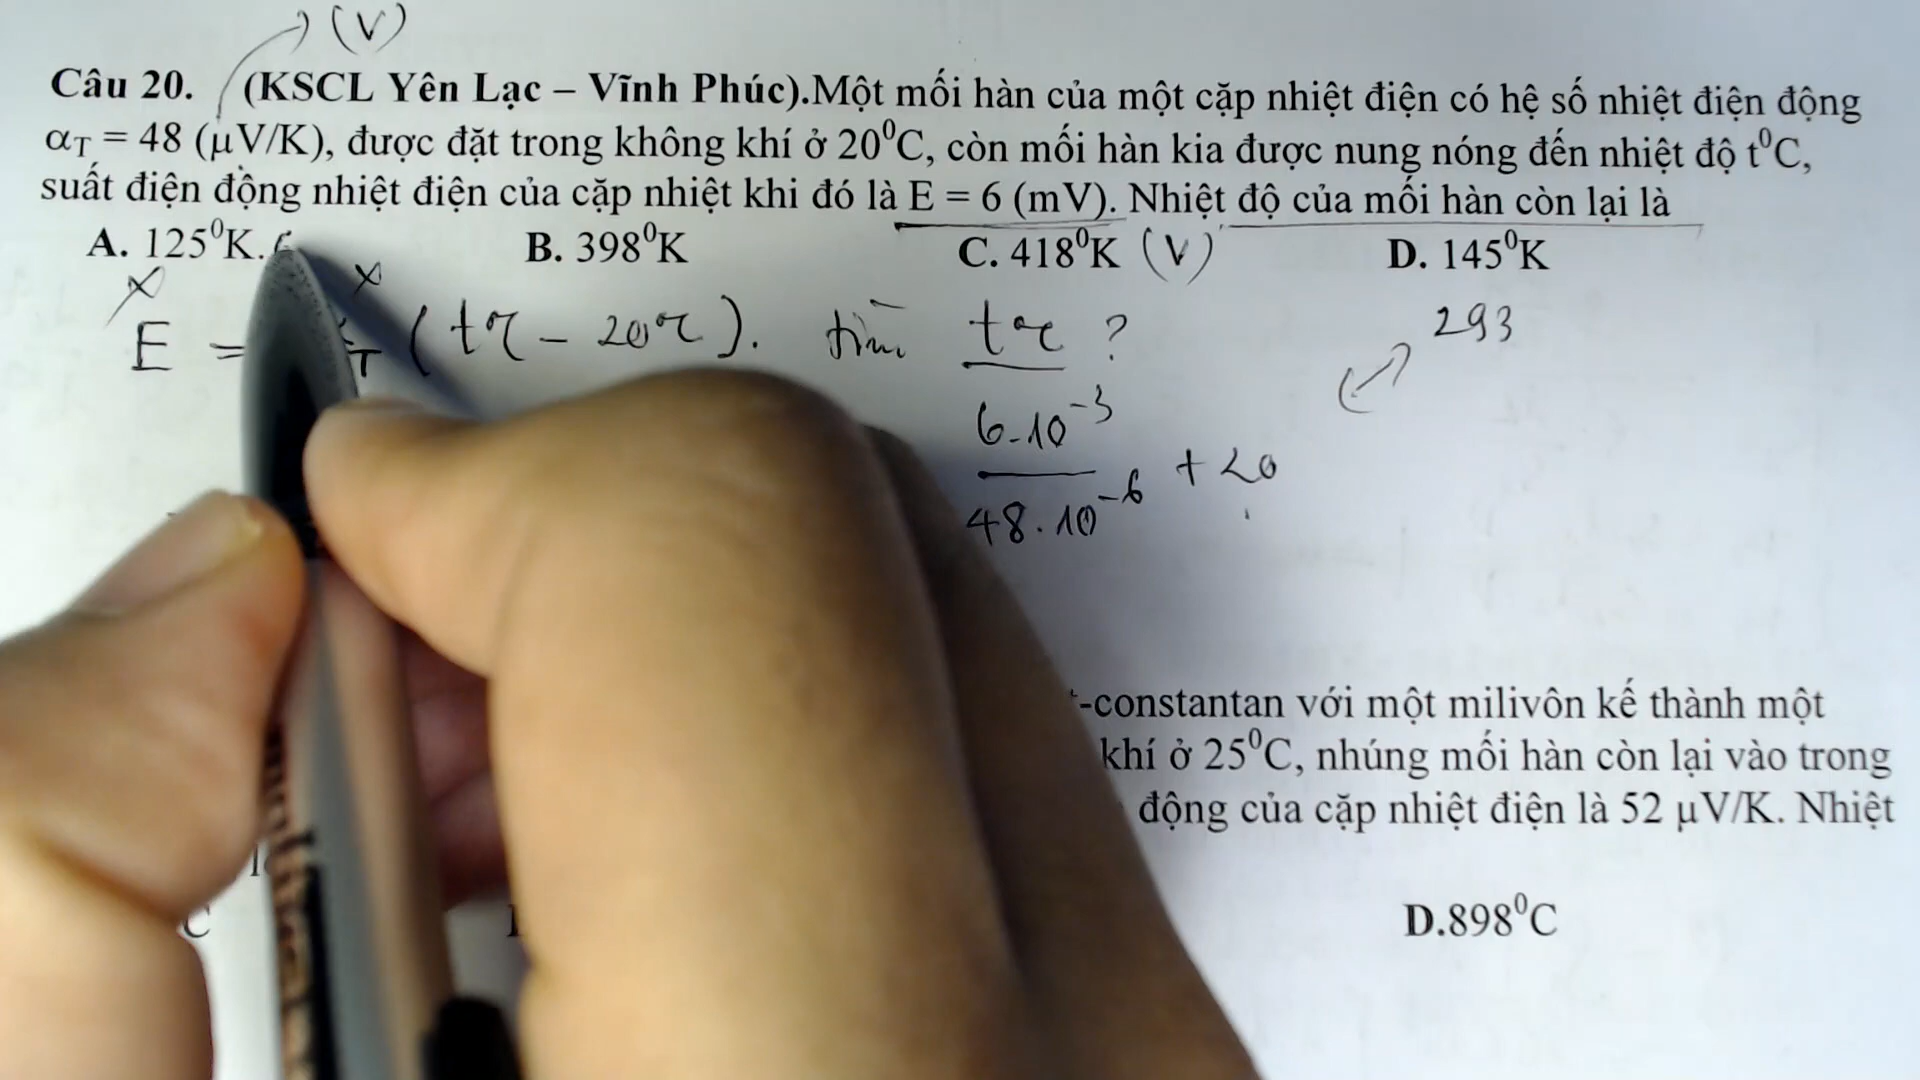 (V)
Câu 20. (KSCL Yên Lạc – Vĩnh Phúc).Một mối hàn của một cặp nhiệt điện có hệ số nhiệt điện động
αT = 48 (μV/K), được đặt trong không khí ở 20⁰C, còn mối hàn kia được nung nóng đến nhiệt độ t⁰C,
suất điện động nhiệt điện của cặp nhiệt khi đó là E = 6 (mV). Nhiệt độ của mối hàn còn lại là
A. 125⁰K. B. 398⁰K C. 418⁰K (V) D. 145⁰K
E = T (t - 20). tìm t ?
293
6.10⁻³
+ 20
48.10⁻⁶
-constantan với một milivôn kế thành một
khí ở 25⁰C, nhúng mối hàn còn lại vào trong
động của cặp nhiệt điện là 52 μV/K. Nhiệt
C D.898⁰C